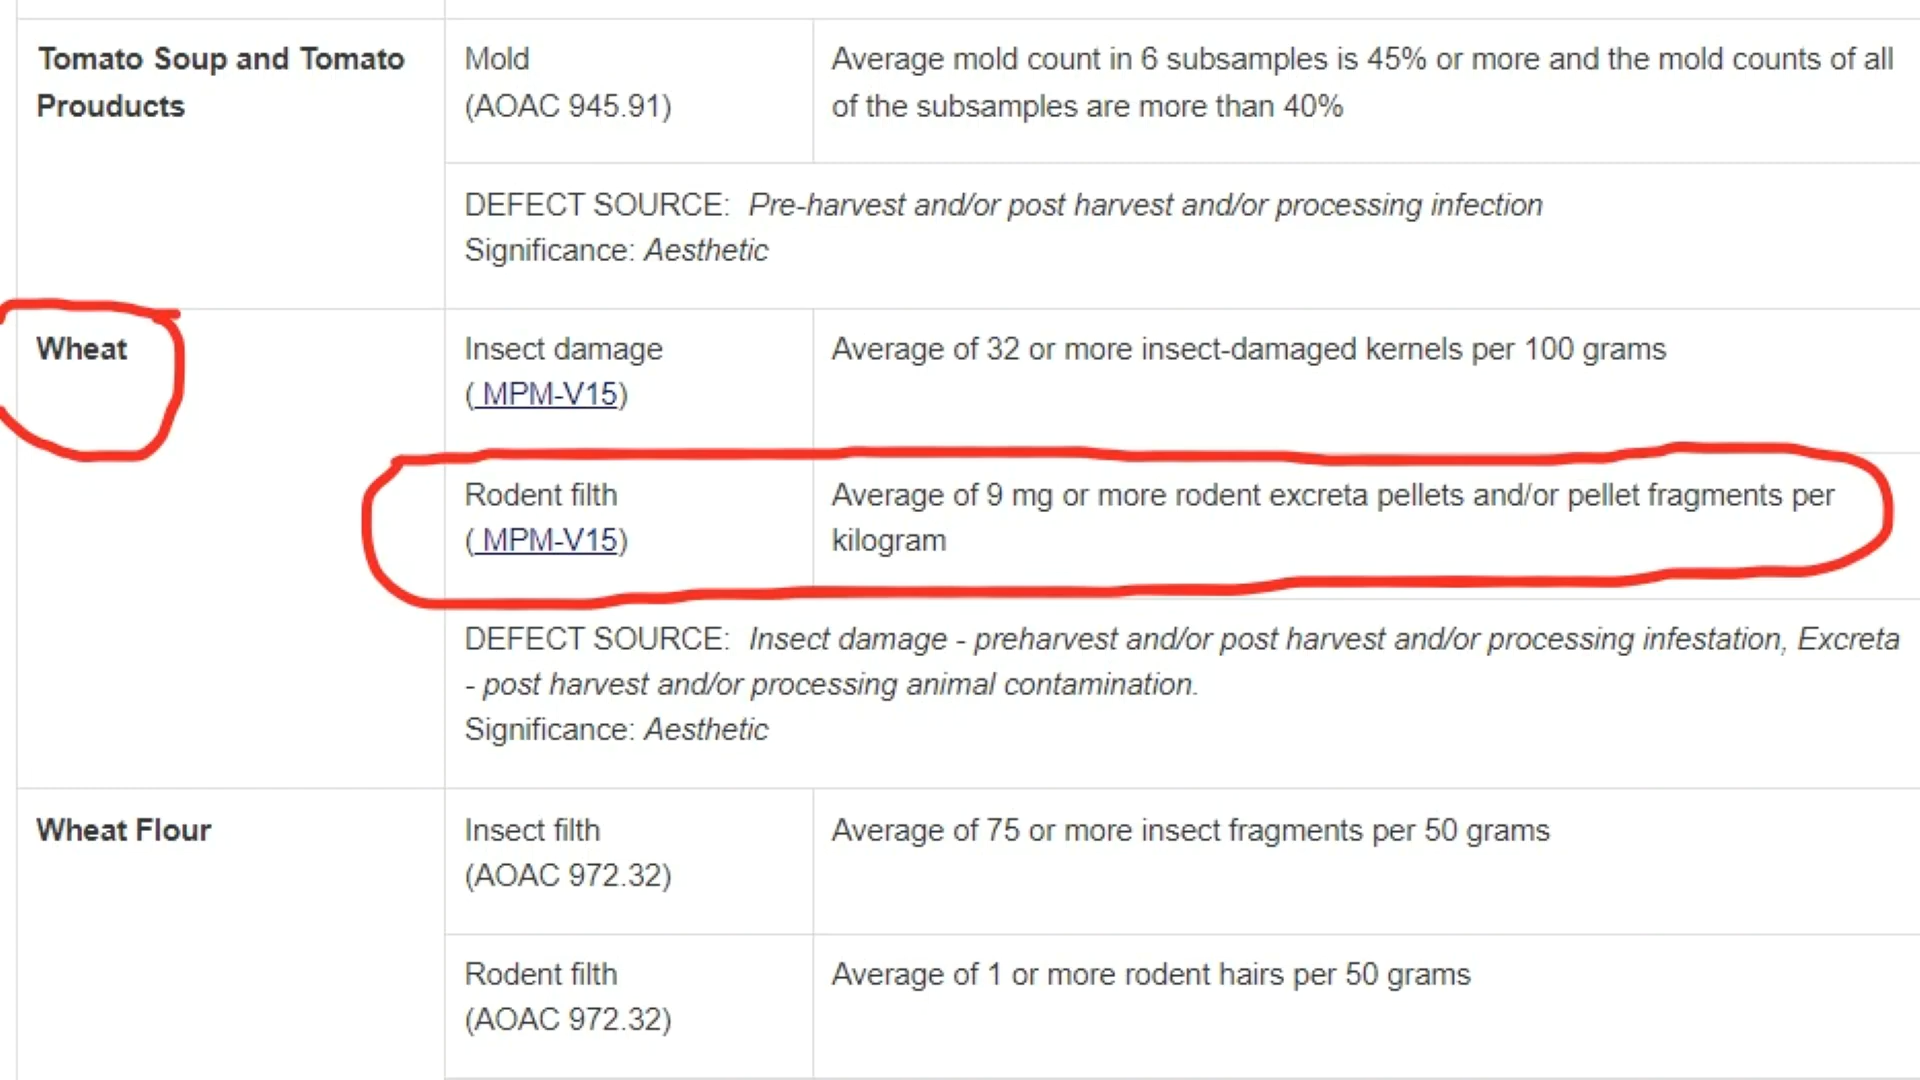 Tomato Soup and Tomato
Prouducts
Mold
(AOAC 945.91)
Average mold count in 6 subsamples is 45% or more and the mold counts of all
of the subsamples are more than 40%
DEFECT SOURCE: Pre-harvest and/or post harvest and/or processing infection
Significance: Aesthetic
Wheat
Insect damage
( MPM-V15)
Average of 32 or more insect-damaged kernels per 100 grams
Rodent filth
( MPM-V15)
Average of 9 mg or more rodent excreta pellets and/or pellet fragments per
kilogram
DEFECT SOURCE: Insect damage - preharvest and/or post harvest and/or processing infestation, Excreta
- post harvest and/or processing animal contamination.
Significance: Aesthetic
Wheat Flour
Insect filth
(AOAC 972.32)
Average of 75 or more insect fragments per 50 grams
Rodent filth
(AOAC 972.32)
Average of 1 or more rodent hairs per 50 grams